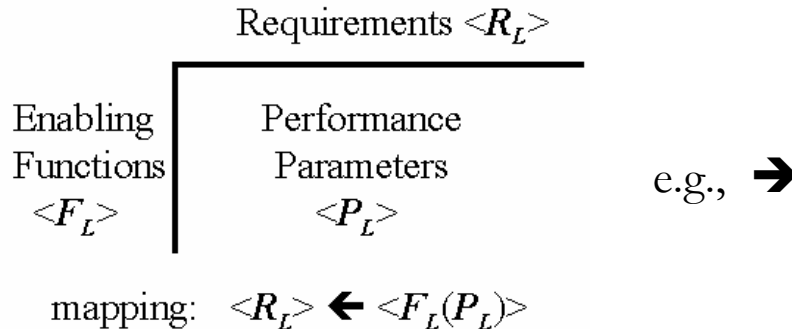 Requirements <R_L>
Enabling Performance
Functions Parameters
<F_L> <P_L>
e.g., ➔
mapping: <R_L> 🡰 <F_L(P_L)>